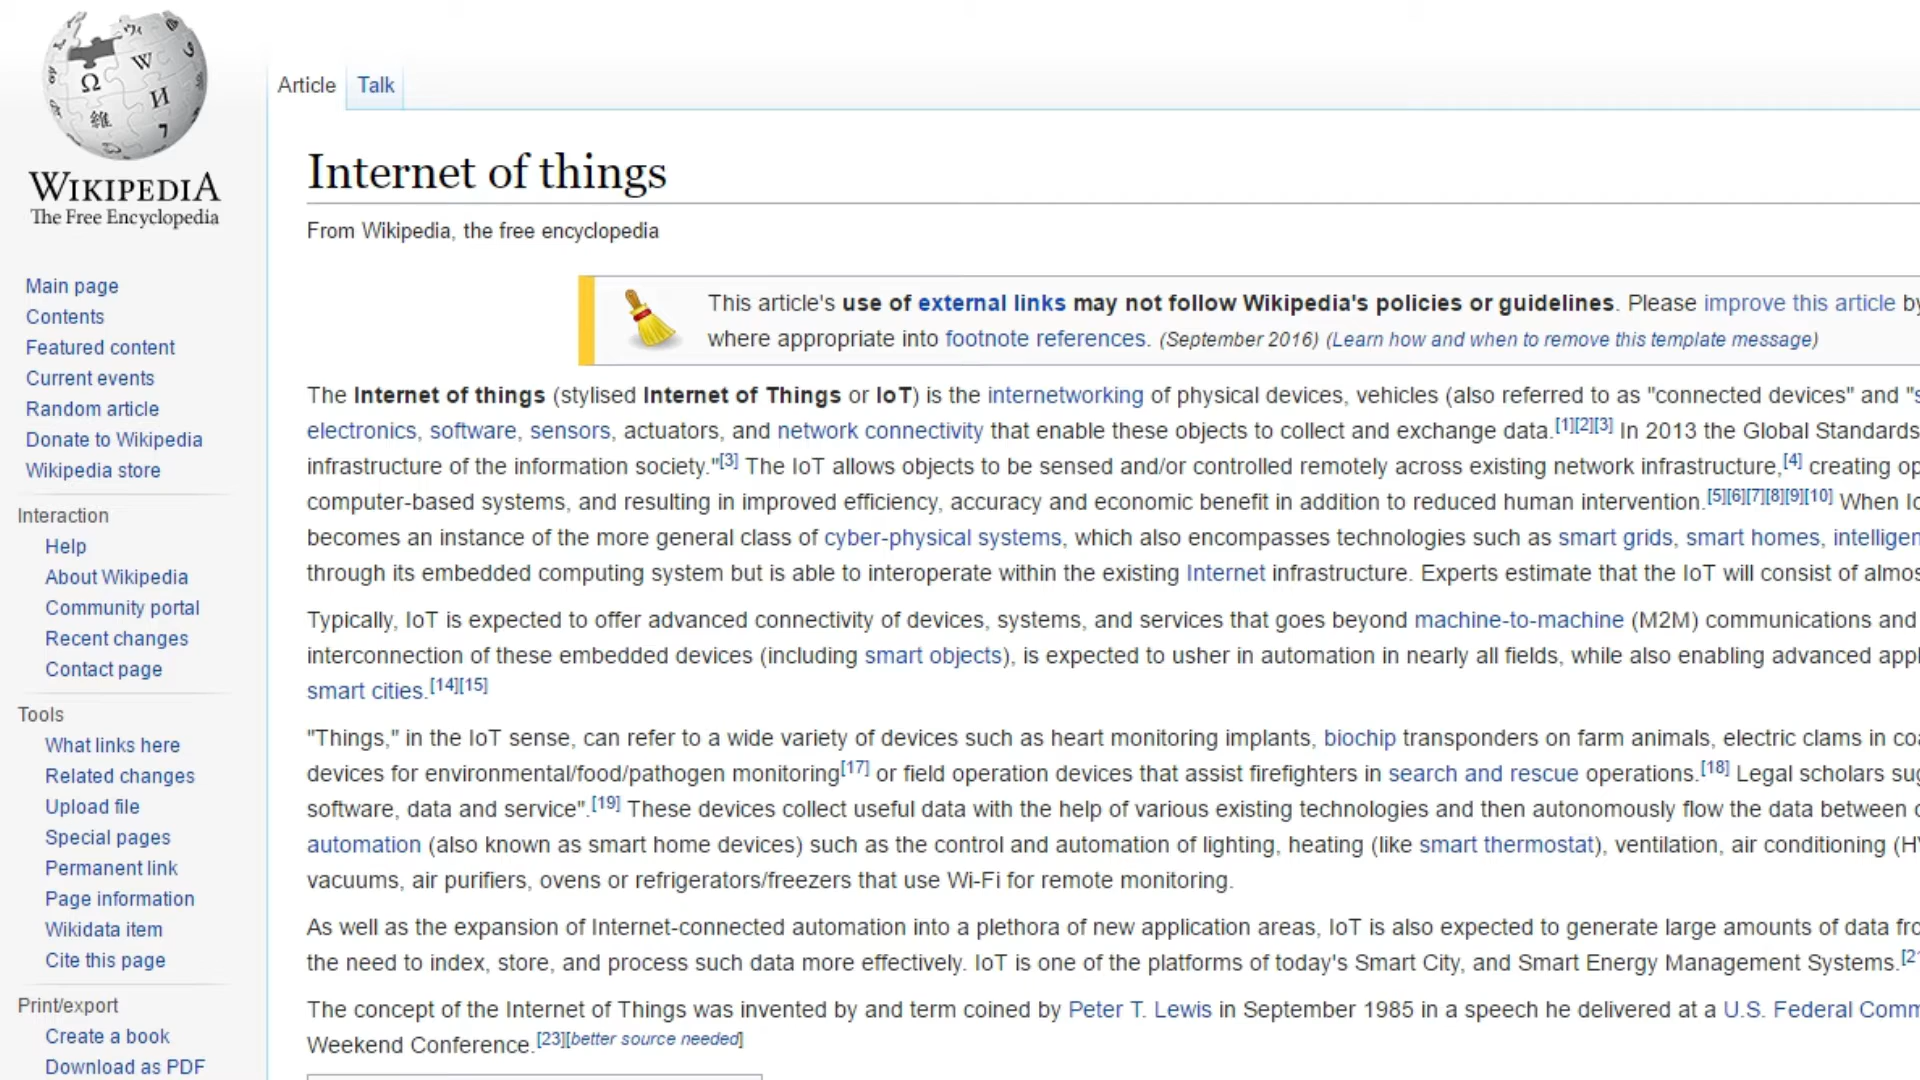 WIKIPEDIA
The Free Encyclopedia
Main page
Contents
Featured content
Current events
Random article
Donate to Wikipedia
Wikipedia store
Interaction
Help
About Wikipedia
Community portal
Recent changes
Contact page
Tools
What links here
Related changes
Upload file
Special pages
Permanent link
Page information
Wikidata item
Cite this page
Print/export
Create a book
Download as PDF
Article Talk
Internet of things
From Wikipedia, the free encyclopedia
This article's use of external links may not follow Wikipedia's policies or guidelines. Please improve this article by
where appropriate into footnote references. (September 2016) (Learn how and when to remove this template message)
The Internet of things (stylised Internet of Things or IoT) is the internetworking of physical devices, vehicles (also referred to as "connected devices" and "s
electronics, software, sensors, actuators, and network connectivity that enable these objects to collect and exchange data.[1][2][3] In 2013 the Global Standards
infrastructure of the information society."[3] The IoT allows objects to be sensed and/or controlled remotely across existing network infrastructure,[4] creating op
computer-based systems, and resulting in improved efficiency, accuracy and economic benefit in addition to reduced human intervention.[5][6][7][8][9][10] When Io
becomes an instance of the more general class of cyber-physical systems, which also encompasses technologies such as smart grids, smart homes, intelligen
through its embedded computing system but is able to interoperate within the existing Internet infrastructure. Experts estimate that the IoT will consist of almos
Typically, IoT is expected to offer advanced connectivity of devices, systems, and services that goes beyond machine-to-machine (M2M) communications and
interconnection of these embedded devices (including smart objects), is expected to usher in automation in nearly all fields, while also enabling advanced appl
smart cities.[14][15]
"Things," in the IoT sense, can refer to a wide variety of devices such as heart monitoring implants, biochip transponders on farm animals, electric clams in coa
devices for environmental/food/pathogen monitoring[17] or field operation devices that assist firefighters in search and rescue operations.[18] Legal scholars sug
software, data and service".[19] These devices collect useful data with the help of various existing technologies and then autonomously flow the data between o
automation (also known as smart home devices) such as the control and automation of lighting, heating (like smart thermostat), ventilation, air conditioning (HV
vacuums, air purifiers, ovens or refrigerators/freezers that use Wi-Fi for remote monitoring.
As well as the expansion of Internet-connected automation into a plethora of new application areas, IoT is also expected to generate large amounts of data fro
the need to index, store, and process such data more effectively. IoT is one of the platforms of today's Smart City, and Smart Energy Management Systems.[2
The concept of the Internet of Things was invented by and term coined by Peter T. Lewis in September 1985 in a speech he delivered at a U.S. Federal Comm
Weekend Conference.[23][better source needed]